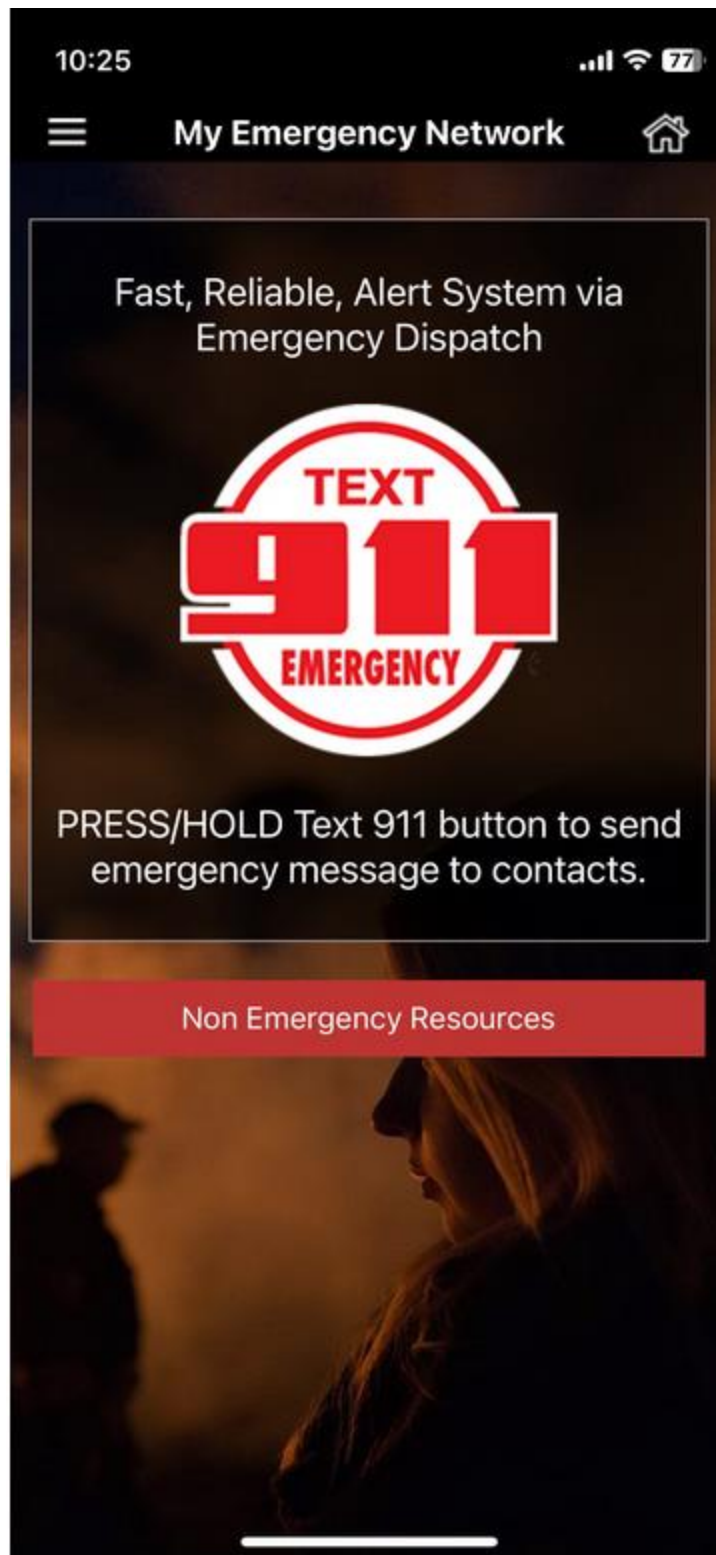 10:25
77
My Emergency Network
Fast, Reliable, Alert System via
Emergency Dispatch
TEXT
911
EMERGENCY
PRESS/HOLD Text 911 button to send
emergency message to contacts.
Non Emergency Resources